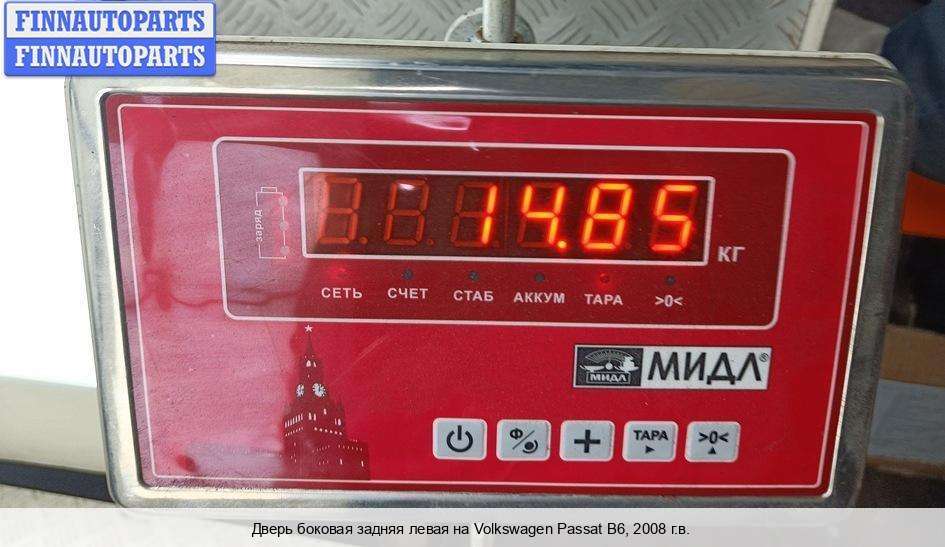 FINNAUTOPARTS
FINNAUTOPARTS
заряд
14.85
КГ
СЕТЬ СЧЕТ СТАБ АККУМ ТАРА >0<
МИДЛ МИДЛ®
Ф/ + ТАРА >0<
Дверь боковая задняя левая на Volkswagen Passat B6, 2008 г.в.